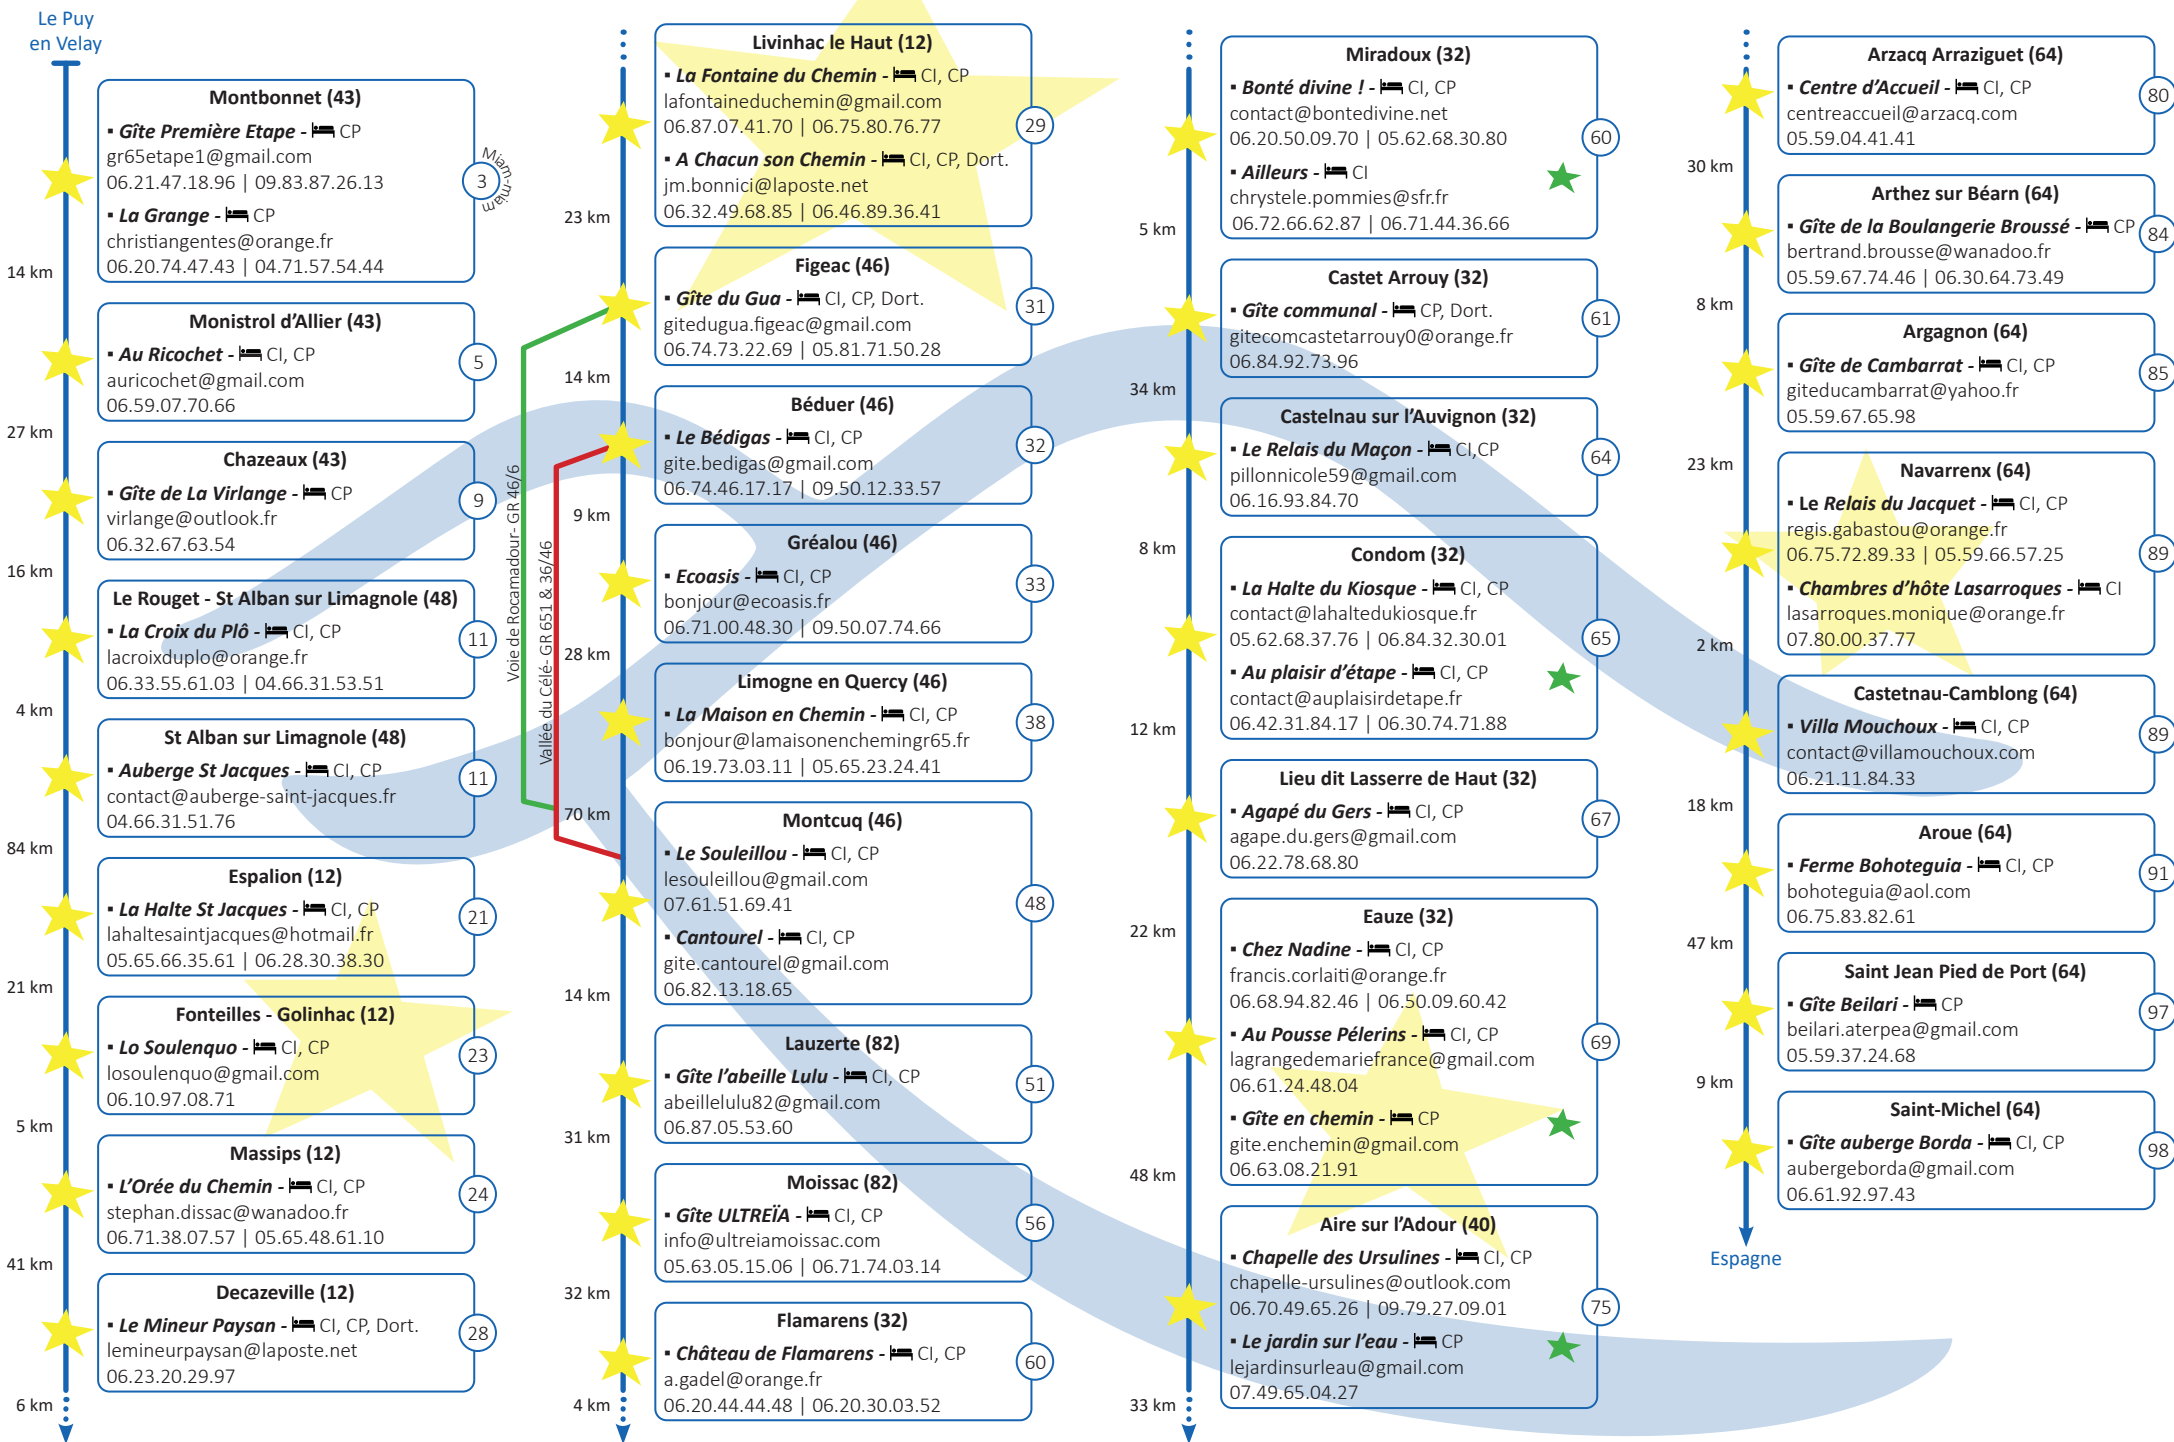 Le Puy
en Velay
Montbonnet (43)
▪ Gîte Première Etape - CP
gr65etape1@gmail.com
06.21.47.18.96 | 09.83.87.26.13
▪ La Grange - CP
christiangentes@orange.fr
06.20.74.47.43 | 04.71.57.54.44
3
Miam-miam
14 km
Monistrol d'Allier (43)
▪ Au Ricochet - CI, CP
auricochet@gmail.com
06.59.07.70.66
5
27 km
Chazeaux (43)
▪ Gîte de La Virlange - CP
virlange@outlook.fr
06.32.67.63.54
9
16 km
Le Rouget - St Alban sur Limagnole (48)
▪ La Croix du Plô - CI, CP
lacroixduplo@orange.fr
06.33.55.61.03 | 04.66.31.53.51
11
4 km
St Alban sur Limagnole (48)
▪ Auberge St Jacques - CI, CP
contact@auberge-saint-jacques.fr
04.66.31.51.76
11
84 km
Espalion (12)
▪ La Halte St Jacques - CI, CP
lahaltesaintjacques@hotmail.fr
05.65.66.35.61 | 06.28.30.38.30
21
21 km
Fonteilles - Golinhac (12)
▪ Lo Soulenquo - CI, CP
losoulenquo@gmail.com
06.10.97.08.71
23
5 km
Massips (12)
▪ L'Orée du Chemin - CI, CP
stephan.dissac@wanadoo.fr
06.71.38.07.57 | 05.65.48.61.10
24
41 km
Decazeville (12)
▪ Le Mineur Paysan - CI, CP, Dort.
lemineurpaysan@laposte.net
06.23.20.29.97
28
6 km
Livinhac le Haut (12)
▪ La Fontaine du Chemin - CI, CP
lafontaineduchemin@gmail.com
06.87.07.41.70 | 06.75.80.76.77
▪ A Chacun son Chemin - CI, CP, Dort.
jm.bonnici@laposte.net
06.32.49.68.85 | 06.46.89.36.41
29
23 km
Figeac (46)
▪ Gîte du Gua - CI, CP, Dort.
gitedugua.figeac@gmail.com
06.74.73.22.69 | 05.81.71.50.28
31
14 km
Béduer (46)
▪ Le Bédigas - CI, CP
gite.bedigas@gmail.com
06.74.46.17.17 | 09.50.12.33.57
32
Voie de Rocamadour- GR 46/6
Vallée du Célé- GR 651 & 36/46
9 km
Gréalou (46)
▪ Ecoasis - CI, CP
bonjour@ecoasis.fr
06.71.00.48.30 | 09.50.07.74.66
33
28 km
Limogne en Quercy (46)
▪ La Maison en Chemin - CI, CP
bonjour@lamaisonenchemingr65.fr
06.19.73.03.11 | 05.65.23.24.41
38
70 km
Montcuq (46)
▪ Le Souleillou - CI, CP
lesouleillou@gmail.com
07.61.51.69.41
▪ Cantourel - CI, CP
gite.cantourel@gmail.com
06.82.13.18.65
48
14 km
Lauzerte (82)
▪ Gîte l'abeille Lulu - CI, CP
abeillelulu82@gmail.com
06.87.05.53.60
51
31 km
Moissac (82)
▪ Gîte ULTREÏA - CI, CP
info@ultreiamoissac.com
05.63.05.15.06 | 06.71.74.03.14
56
32 km
Flamarens (32)
▪ Château de Flamarens - CI, CP
a.gadel@orange.fr
06.20.44.44.48 | 06.20.30.03.52
60
4 km
Miradoux (32)
▪ Bonté divine ! - CI, CP
contact@bontedivine.net
06.20.50.09.70 | 05.62.68.30.80
▪ Ailleurs - CI
chrystele.pommies@sfr.fr
06.72.66.62.87 | 06.71.44.36.66
60
5 km
Castet Arrouy (32)
▪ Gîte communal - CP, Dort.
gitecomcastetarrouy0@orange.fr
06.84.92.73.96
61
34 km
Castelnau sur l'Auvignon (32)
▪ Le Relais du Maçon - CI,CP
pillonnicole59@gmail.com
06.16.93.84.70
64
8 km
Condom (32)
▪ La Halte du Kiosque - CI, CP
contact@lahaltedukiosque.fr
05.62.68.37.76 | 06.84.32.30.01
▪ Au plaisir d'étape - CI, CP
contact@auplaisirdetape.fr
06.42.31.84.17 | 06.30.74.71.88
65
12 km
Lieu dit Lasserre de Haut (32)
▪ Agapé du Gers - CI, CP
agape.du.gers@gmail.com
06.22.78.68.80
67
22 km
Eauze (32)
▪ Chez Nadine - CI, CP
francis.corlaiti@orange.fr
06.68.94.82.46 | 06.50.09.60.42
▪ Au Pousse Pélerins - CI, CP
lagrangedemariefrance@gmail.com
06.61.24.48.04
▪ Gîte en chemin - CP
gite.enchemin@gmail.com
06.63.08.21.91
69
48 km
Aire sur l'Adour (40)
▪ Chapelle des Ursulines - CI, CP
chapelle-ursulines@outlook.com
06.70.49.65.26 | 09.79.27.09.01
▪ Le jardin sur l'eau - CP
lejardinsurleau@gmail.com
07.49.65.04.27
75
33 km
Arzacq Arraziguet (64)
▪ Centre d'Accueil - CI, CP
centreaccueil@arzacq.com
05.59.04.41.41
80
30 km
Arthez sur Béarn (64)
▪ Gîte de la Boulangerie Broussé - CP
bertrand.brousse@wanadoo.fr
05.59.67.74.46 | 06.30.64.73.49
84
8 km
Argagnon (64)
▪ Gîte de Cambarrat - CI, CP
giteducambarrat@yahoo.fr
05.59.67.65.98
85
23 km
Navarrenx (64)
▪ Le Relais du Jacquet - CI, CP
regis.gabastou@orange.fr
06.75.72.89.33 | 05.59.66.57.25
▪ Chambres d'hôte Lasarroques - CI
lasarroques.monique@orange.fr
07.80.00.37.77
89
2 km
Castetnau-Camblong (64)
▪ Villa Mouchoux - CI, CP
contact@villamouchoux.com
06.21.11.84.33
89
18 km
Aroue (64)
▪ Ferme Bohoteguia - CI, CP
bohoteguia@aol.com
06.75.83.82.61
91
47 km
Saint Jean Pied de Port (64)
▪ Gîte Beilari - CP
beilari.aterpea@gmail.com
05.59.37.24.68
97
9 km
Saint-Michel (64)
▪ Gîte auberge Borda - CI, CP
aubergeborda@gmail.com
06.61.92.97.43
98
Espagne